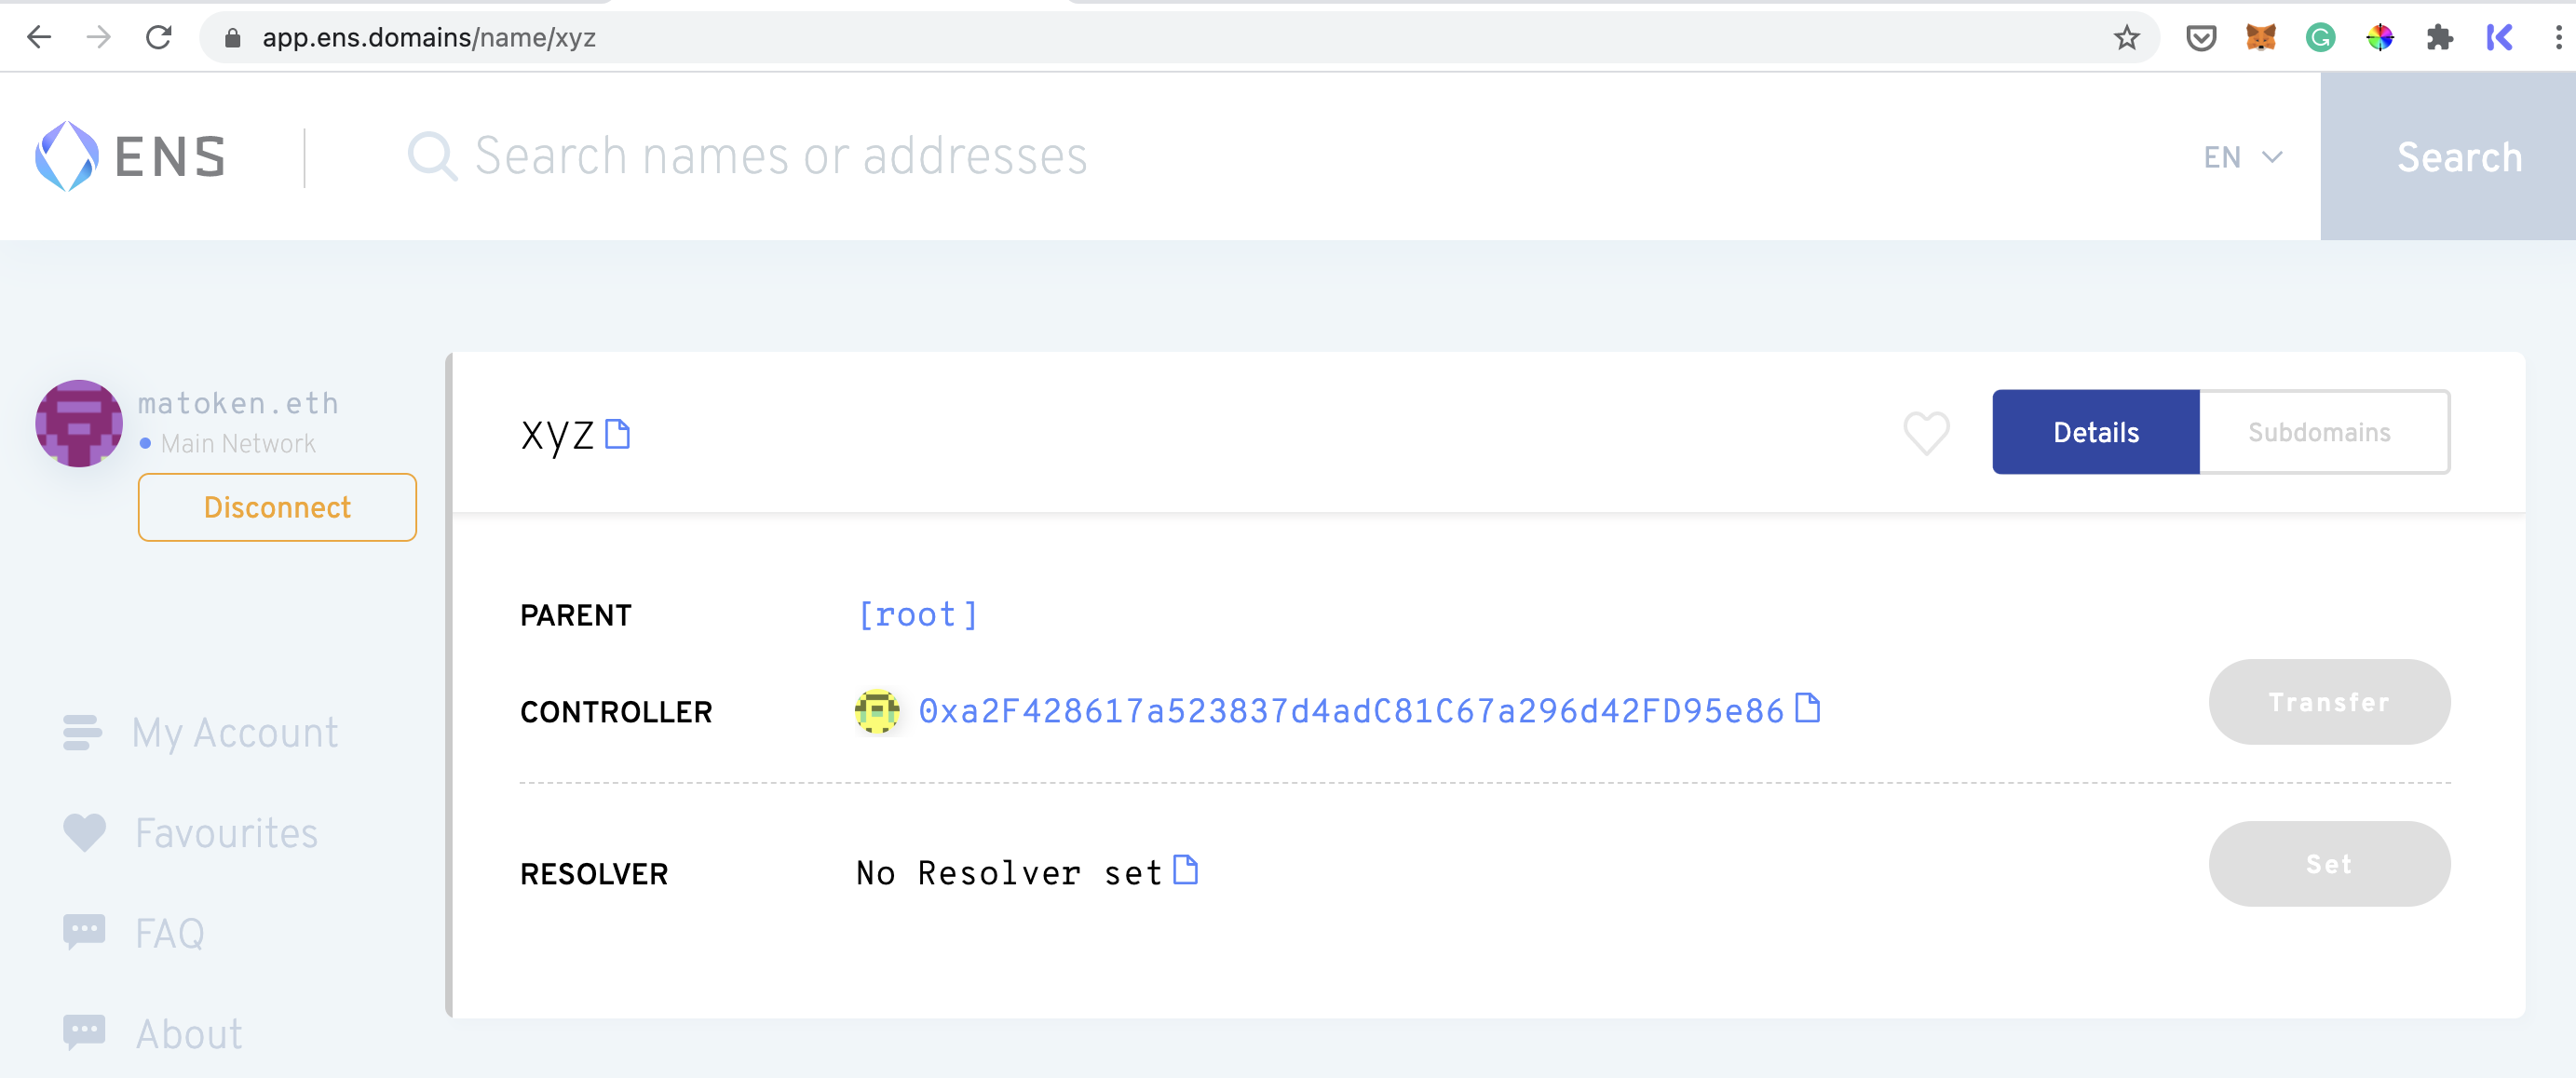 app.ens.domains/name/xyz
ENS
Search names or addresses
EN
Search
matoken.eth
Main Network
Disconnect
My Account
Favourites
FAQ
About
xyz
Details
Subdomains
PARENT
[root]
CONTROLLER
0xa2F428617a523837d4adC81C67a296d42FD95e86
Transfer
RESOLVER
No Resolver set
Set